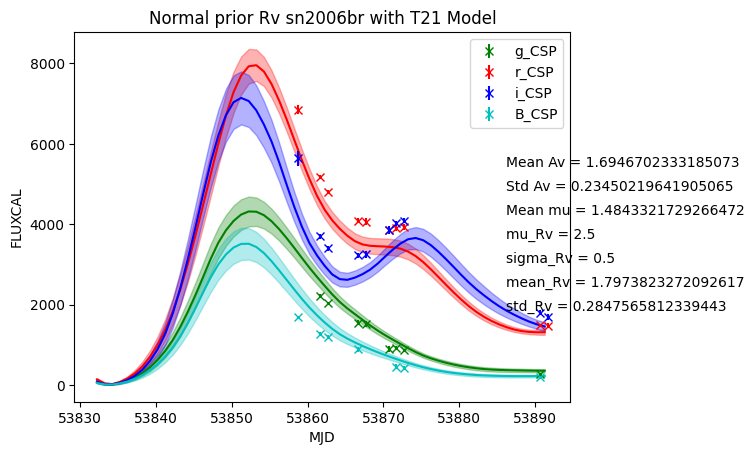 Normal prior Rv sn2006br with T21 Model
g_CSP
r_CSP
i_CSP
B_CSP
Mean Av = 1.6946702333185073
Std Av = 0.23450219641905065
Mean mu = 1.4843321729266472
mu_Rv = 2.5
sigma_Rv = 0.5
mean_Rv = 1.7973823272092617
std_Rv = 0.2847565812339443
FLUXCAL
8000
6000
4000
2000
0
53830 53840 53850 53860 53870 53880 53890
MJD